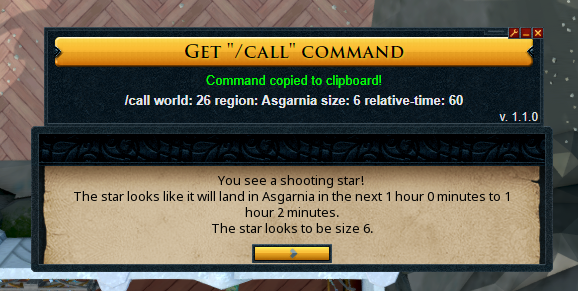 Get "/call" command
Command copied to clipboard!
/call world: 26 region: Asgarnia size: 6 relative-time: 60
v. 1.1.0
You see a shooting star!
The star looks like it will land in Asgarnia in the next 1 hour 0 minutes to 1
hour 2 minutes.
The star looks to be size 6.